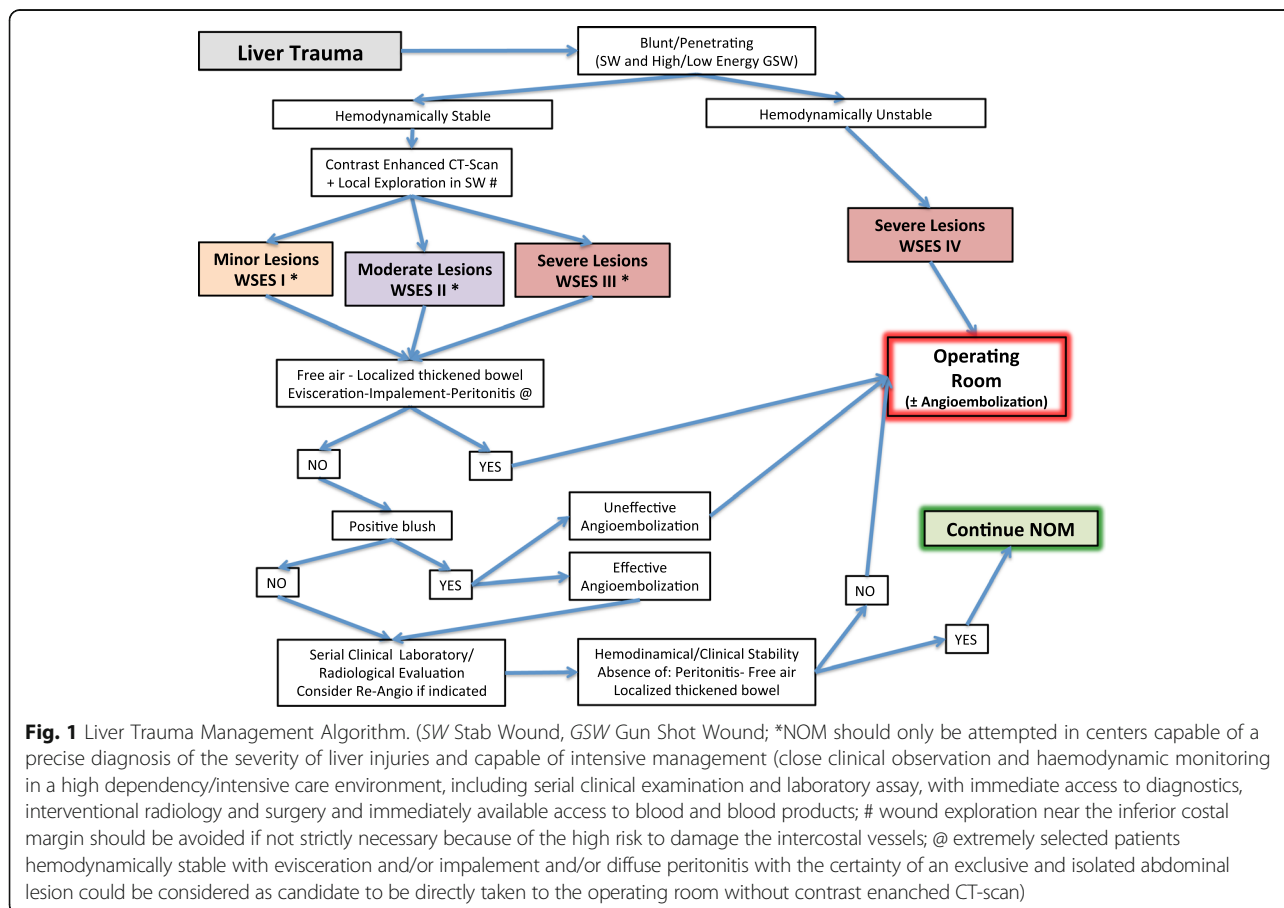 Liver Trauma
Blunt/Penetrating
(SW and High/Low Energy GSW)
Hemodynamically Stable
Hemodynamically Unstable
Contrast Enhanced CT-Scan
+ Local Exploration in SW #
Minor Lesions
WSES I *
Moderate Lesions
WSES II *
Severe Lesions
WSES III *
Severe Lesions
WSES IV
Free air - Localized thickened bowel
Evisceration-Impalement-Peritonitis @
Operating
Room
(± Angioembolization)
NO
YES
Positive blush
Uneffective
Angioembolization
Continue NOM
NO
YES
Effective
Angioembolization
NO
YES
Serial Clinical Laboratory/
Radiological Evaluation
Consider Re-Angio if indicated
Hemodinamical/Clinical Stability
Absence of: Peritonitis- Free air
Localized thickened bowel
Fig. 1 Liver Trauma Management Algorithm. (SW Stab Wound, GSW Gun Shot Wound; *NOM should only be attempted in centers capable of a
precise diagnosis of the severity of liver injuries and capable of intensive management (close clinical observation and haemodynamic monitoring
in a high dependency/intensive care environment, including serial clinical examination and laboratory assay, with immediate access to diagnostics,
interventional radiology and surgery and immediately available access to blood and blood products; # wound exploration near the inferior costal
margin should be avoided if not strictly necessary because of the high risk to damage the intercostal vessels; @ extremely selected patients
hemodynamically stable with evisceration and/or impalement and/or diffuse peritonitis with the certainty of an exclusive and isolated abdominal
lesion could be considered as candidate to be directly taken to the operating room without contrast enanched CT-scan)